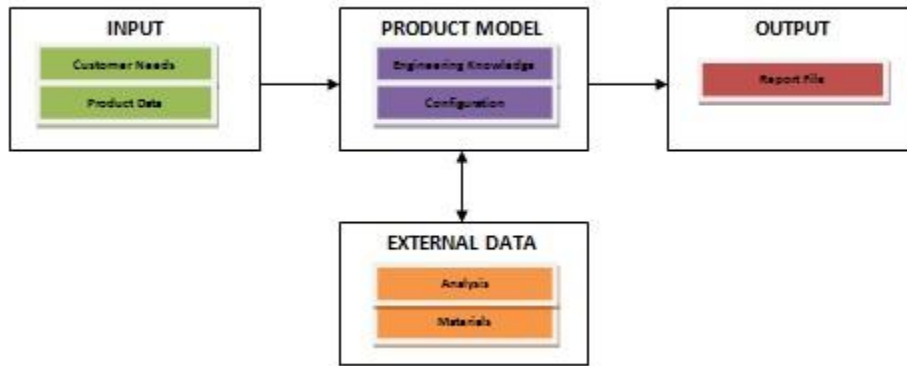 INPUT
Customer Needs
Product Data
PRODUCT MODEL
Engineering Knowledge
Configuration
OUTPUT
Report File
EXTERNAL DATA
Analysis
Materials